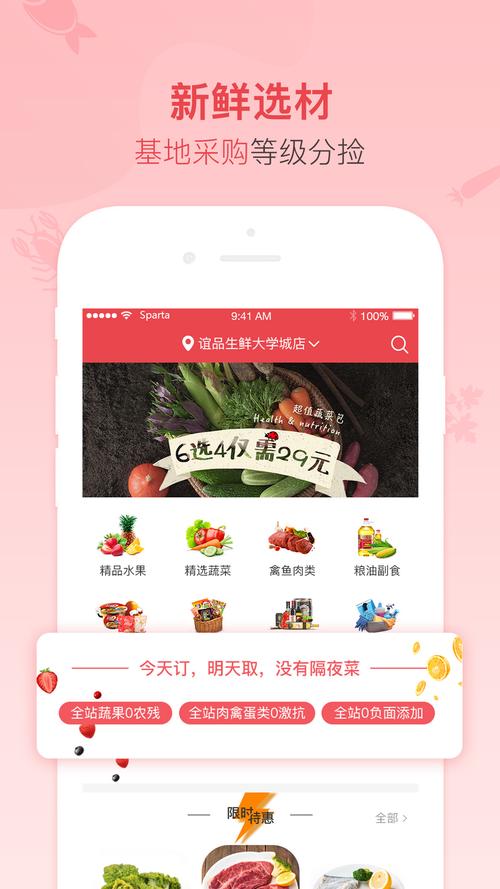 新鲜选材
基地采购等级分捡
Sparta 9:41 AM 100%
谊品生鲜大学城店
超值蔬菜包
Health & nutrition
6选4仅需29元
精品水果 精选蔬菜 禽鱼肉类 粮油副食
今天订，明天取，没有隔夜菜
全站蔬果0农残 全站肉禽蛋类0激抗 全站0负面添加
限时特惠 全部